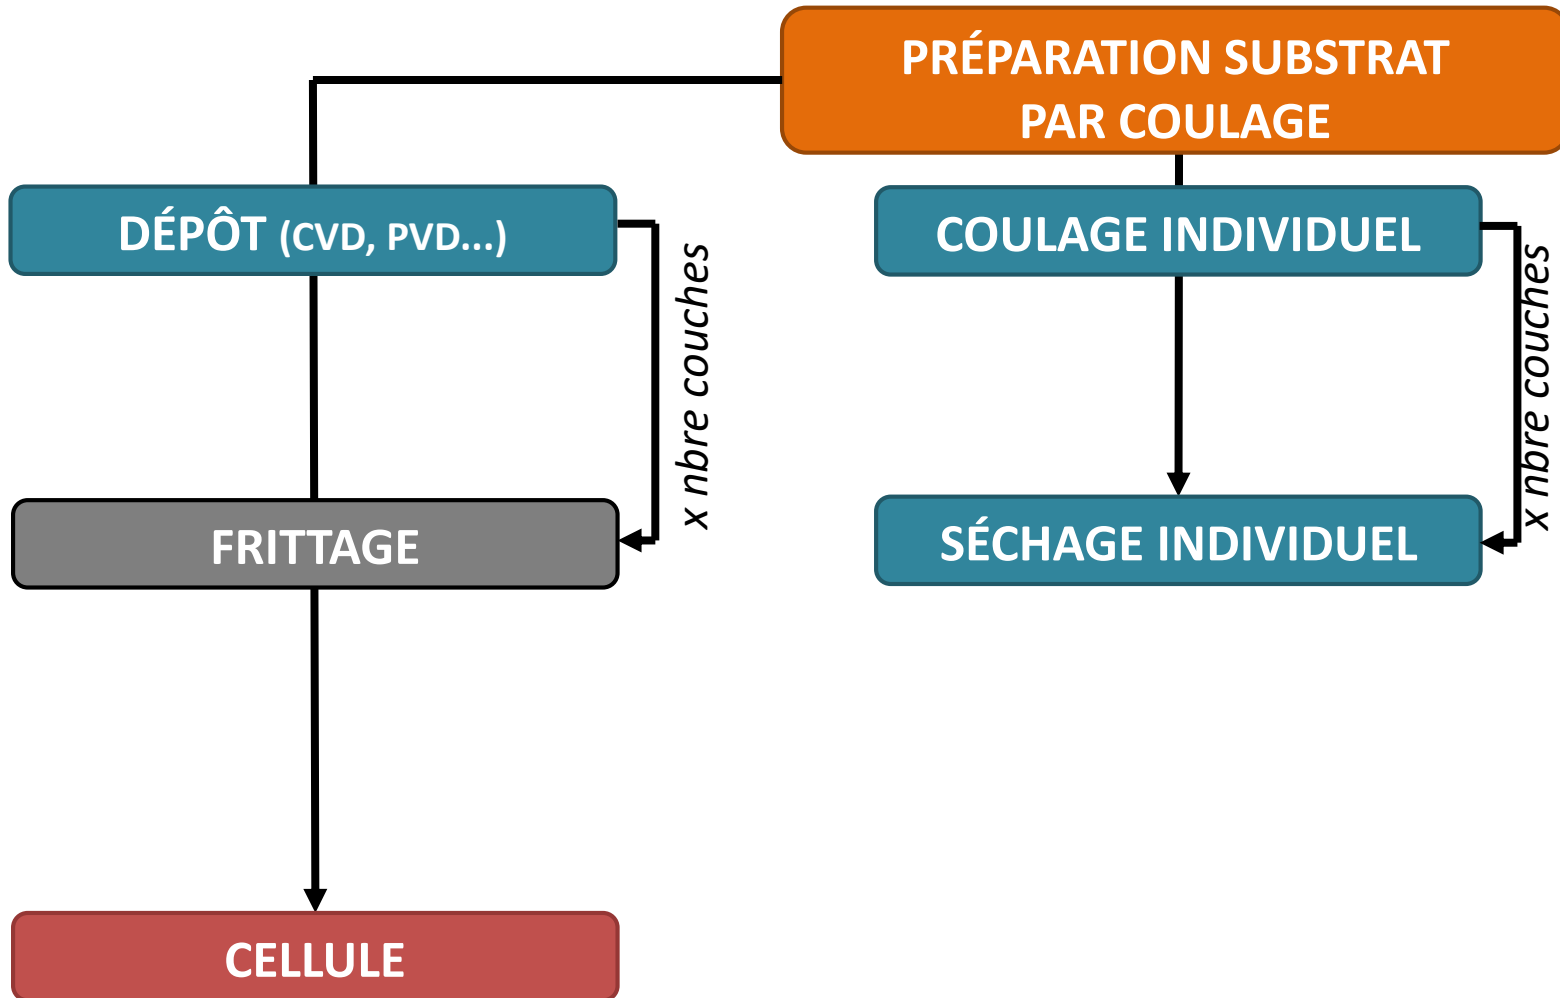 PRÉPARATION SUBSTRAT
PAR COULAGE
DÉPÔT (CVD, PVD...)
COULAGE INDIVIDUEL
x nbre couches
x nbre couches
FRITTAGE
SÉCHAGE INDIVIDUEL
CELLULE